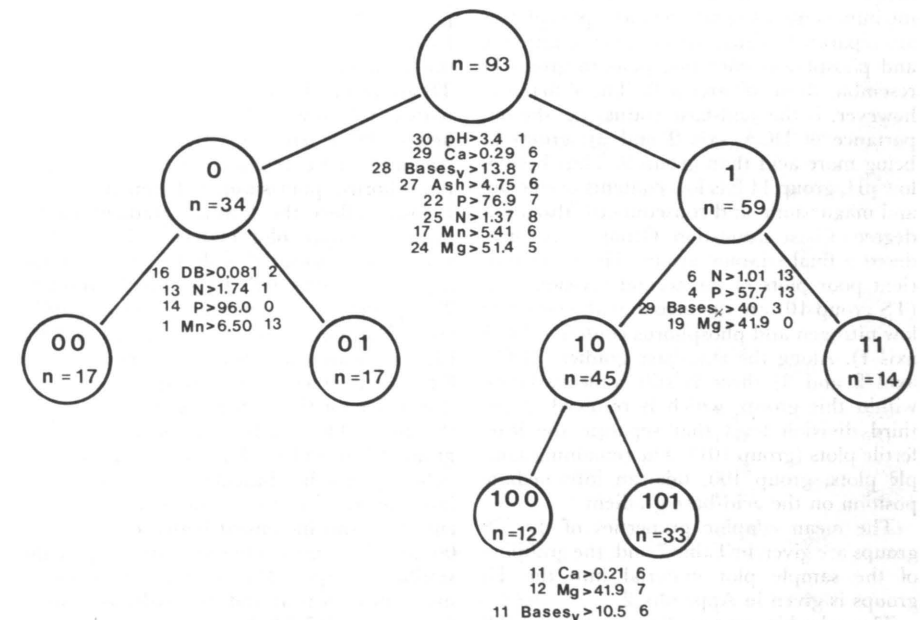 n = 93
30 pH>3.4 1
29 Ca>0.29 6
28 Bases_v>13.8 7
27 Ash>4.75 6
22 P>76.9 7
25 N>1.37 8
17 Mn>5.41 6
24 Mg>51.4 5
0
n =34
1
n = 59
16 DB>0.081 2
13 N>1.74 1
14 P>96.0 0
1 Mn>6.50 13
6 N>1.01 13
4 P>57.7 13
29 Bases_x>40 3
19 Mg>41.9 0
00
n =17
01
n=17
10
n=45
11
n=14
100
n=12
101
n=33
11 Ca>0.21 6
12 Mg>41.9 7
11 Bases_v>10.5 6